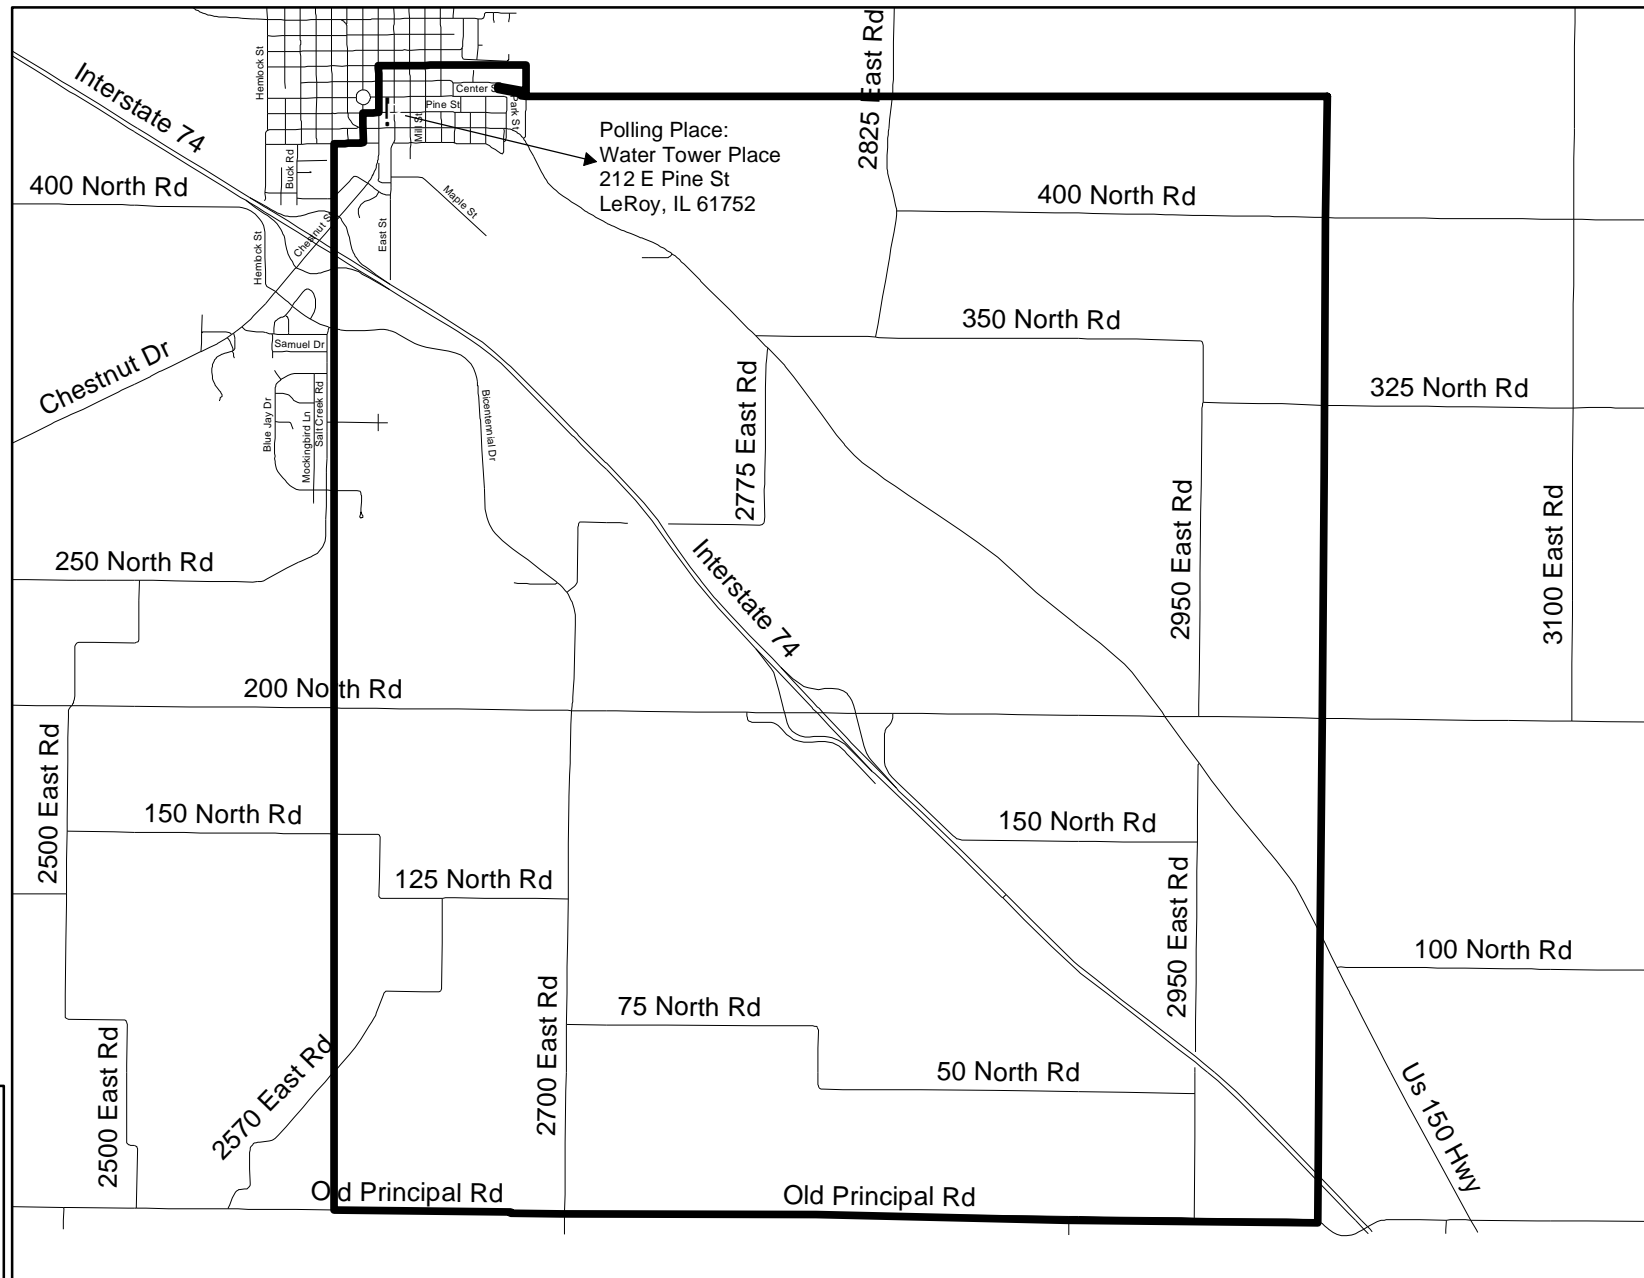 Hemlock St
2825 East Rd
Interstate 74
Center S
Pine St
Park St
Mill St
Polling Place:
Water Tower Place
212 E Pine St
LeRoy, IL 61752
Buck Rd
400 North Rd
Maple St
400 North Rd
Chestnut St
East St
Hemlock St
350 North Rd
Samuel Dr
Chestnut Dr
325 North Rd
2775 East Rd
Blue Jay Dr
Mockingbird Ln
Salt Creek Rd
Bicentennial Dr
2950 East Rd
3100 East Rd
250 North Rd
Interstate 74
200 North Rd
2500 East Rd
150 North Rd
150 North Rd
125 North Rd
2950 East Rd
100 North Rd
2700 East Rd
75 North Rd
2500 East Rd
2570 East Rd
50 North Rd
Us 150 Hwy
Old Principal Rd
Old Principal Rd